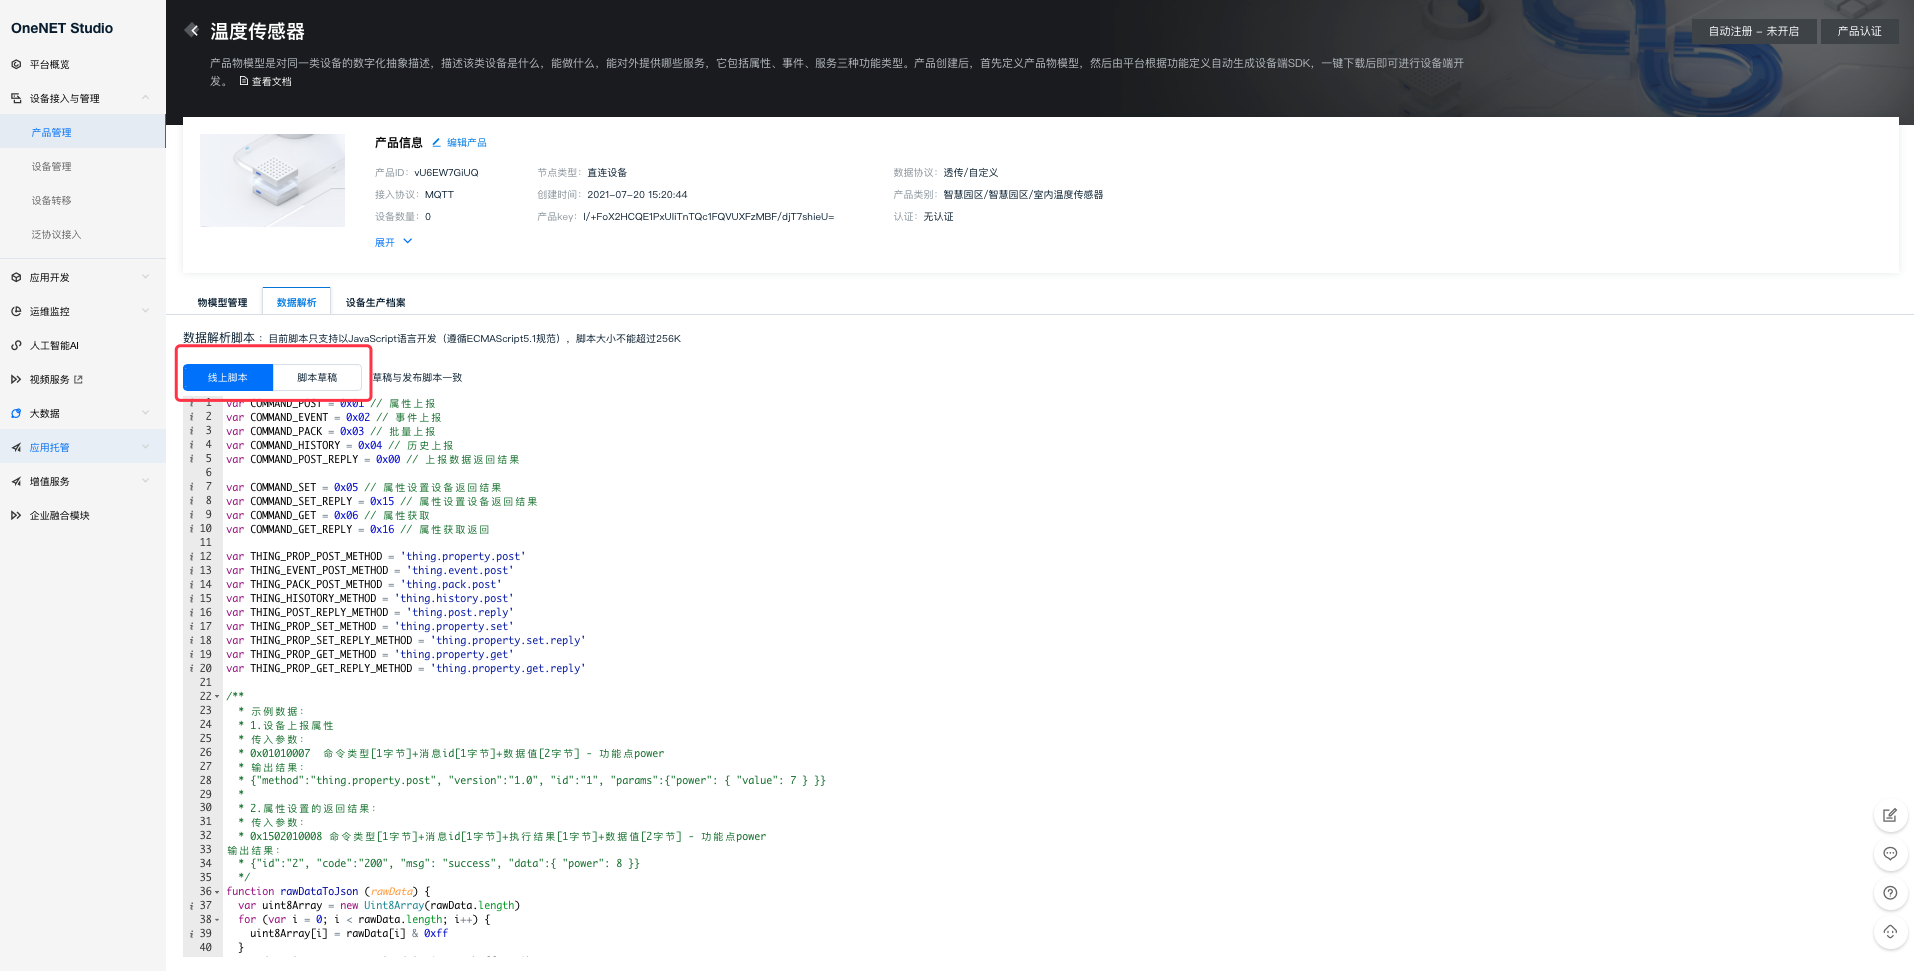 OneNET Studio
平台概览
设备接入与管理
产品管理
设备管理
设备转移
泛协议接入
应用开发
运维监控
人工智能AI
视频服务
大数据
应用托管
增值服务
企业融合模块
温度传感器
自动注册 – 未开启
产品认证
产品物模型是对同一类设备的数字化抽象描述，描述该类设备是什么，能做什么，能对外提供哪些服务，它包括属性、事件、服务三种功能类型。产品创建后，首先定义产品物模型，然后由平台根据功能定义自动生成设备端SDK，一键下载后即可进行设备端开
发。 查看文档
产品信息 编辑产品
产品ID: vU6EW7GiUQ 节点类型: 直连设备 数据协议: 透传/自定义
接入协议: MQTT 创建时间: 2021-07-20 15:20:44 产品类别: 智慧园区/智慧园区/室内温度传感器
设备数量: 0 产品key: 认证: 无认证
展开
物模型管理 数据解析 设备生产档案
数据解析脚本： 目前脚本只支持以JavaScript语言开发（遵循ECMAScript5.1规范），脚本大小不能超过256K
线上脚本 脚本草稿 草稿与发布脚本一致
1 var COMMAND_POST = 0x01 // 属性上报
2 var COMMAND_EVENT = 0x02 // 事件上报
3 var COMMAND_PACK = 0x03 // 批量上报
4 var COMMAND_HISTORY = 0x04 // 历史上报
5 var COMMAND_POST_REPLY = 0x00 // 上报数据返回结果
6
7 var COMMAND_SET = 0x05 // 属性设置设备返回结果
8 var COMMAND_SET_REPLY = 0x15 // 属性设置设备返回结果
9 var COMMAND_GET = 0x06 // 属性获取
10 var COMMAND_GET_REPLY = 0x16 // 属性获取返回
11
12 var THING_PROP_POST_METHOD = 'thing.property.post'
13 var THING_EVENT_POST_METHOD = 'thing.event.post'
14 var THING_PACK_POST_METHOD = 'thing.pack.post'
15 var THING_HISOTORY_METHOD = 'thing.history.post'
16 var THING_POST_REPLY_METHOD = 'thing.post.reply'
17 var THING_PROP_SET_METHOD = 'thing.property.set'
18 var THING_PROP_SET_REPLY_METHOD = 'thing.property.set.reply'
19 var THING_PROP_GET_METHOD = 'thing.property.get'
20 var THING_PROP_GET_REPLY_METHOD = 'thing.property.get.reply'
21
22 /**
23 * 示例数据：
24 * 1.设备上报属性
25 * 传入参数：
26 * 0x01010007 命令类型[1字节]+消息id[1字节]+数据值[2字节] - 功能点power
27 * 输出结果：
28 * {"method":"thing.property.post", "version":"1.0", "id":"1", "params":{"power": { "value": 7 } }}
29 *
30 * 2.属性设置的返回结果：
31 * 传入参数：
32 * 0x1502010008 命令类型[1字节]+消息id[1字节]+执行结果[1字节]+数据值[2字节] - 功能点power
33 输出结果：
34 * {"id":"2", "code":"200", "msg": "success", "data":{ "power": 8 }}
35 */
36 function rawDataToJson (rawData) {
37 var uint8Array = new Uint8Array(rawData.length)
38 for (var i = 0; i < rawData.length; i++) {
39 uint8Array[i] = rawData[i] & 0xff
40 }